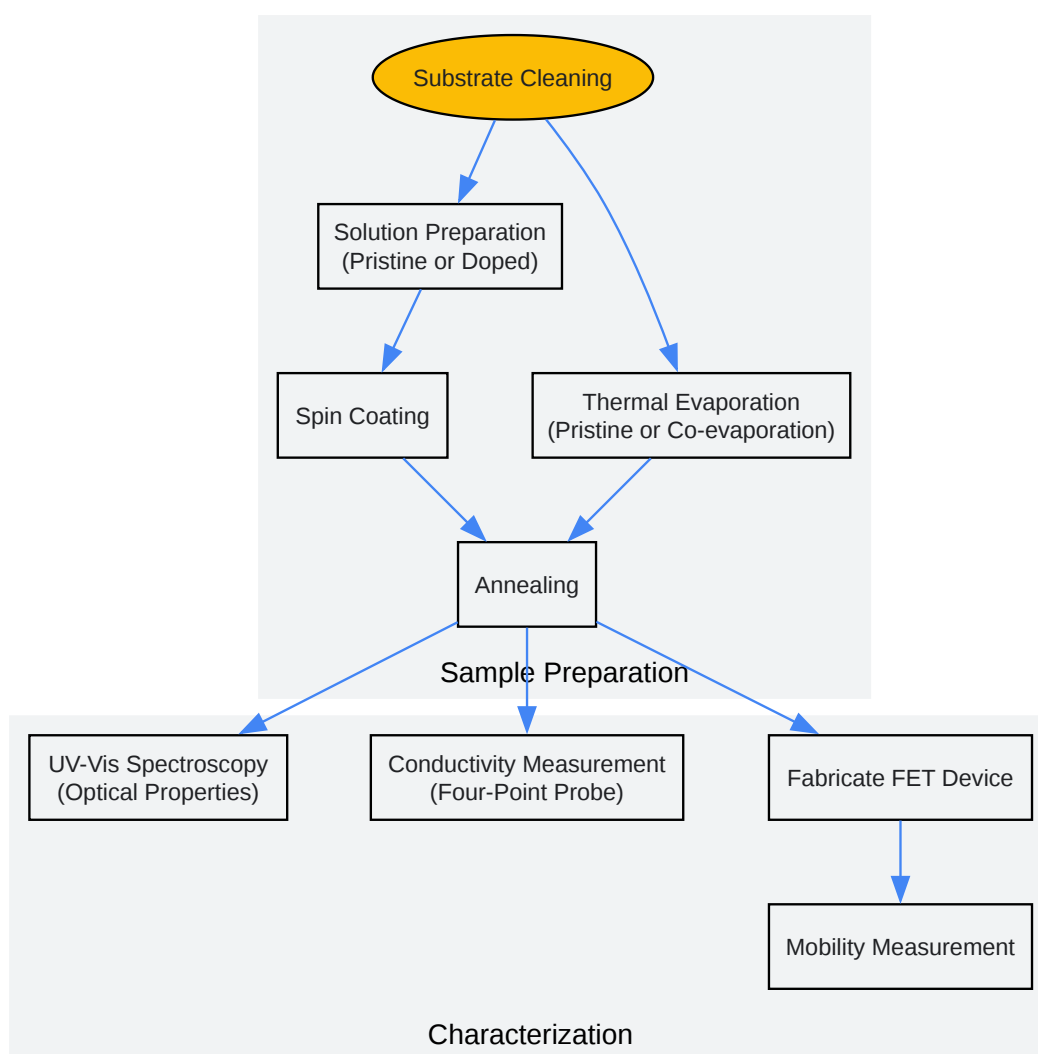 Substrate Cleaning
Solution Preparation
(Pristine or Doped)
Spin Coating
Thermal Evaporation
(Pristine or Co-evaporation)
Annealing
Sample Preparation
UV-Vis Spectroscopy
(Optical Properties)
Conductivity Measurement
(Four-Point Probe)
Fabricate FET Device
Mobility Measurement
Characterization